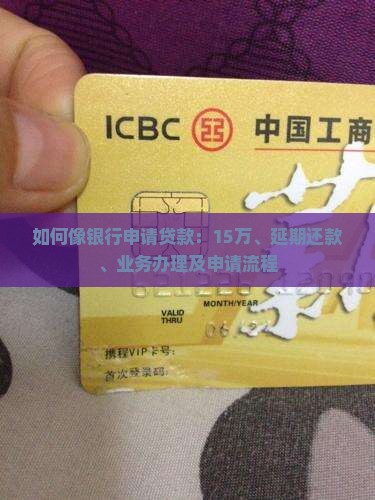 ICBC 中国工商
如何像银行申请贷款：15万、延期还款
、业务办理及申请流程
MONTH/YEAR
VALID
THRU
06/2
携程VIP卡号:
首次登录码: